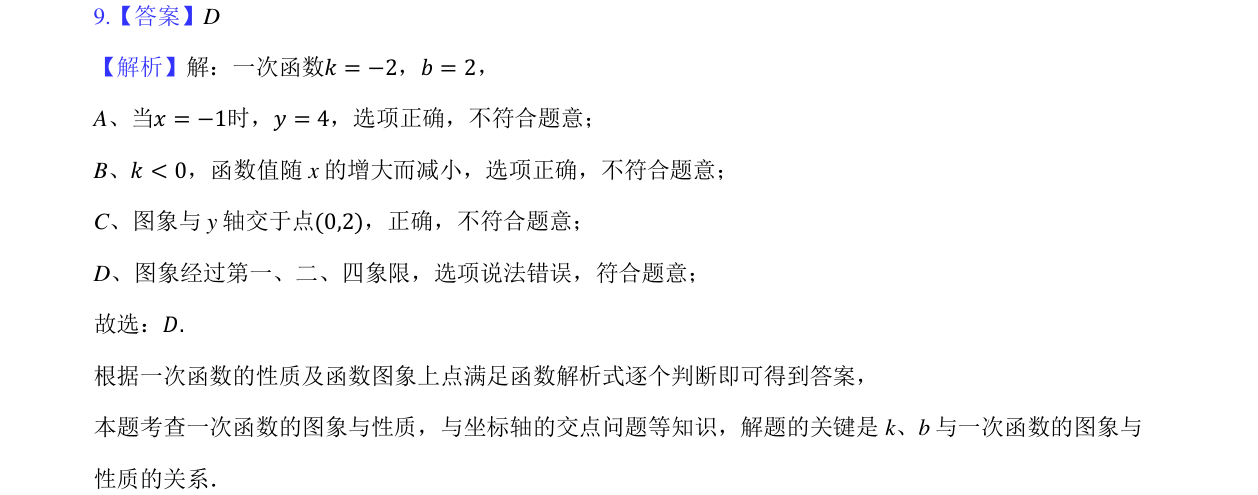 9.【答案】D
【解析】解：一次函数k = −2，b = 2，
A、当x = −1时，y = 4，选项正确，不符合题意；
B、k < 0，函数值随 x 的增大而减小，选项正确，不符合题意；
C、图象与 y 轴交于点(0,2)，正确，不符合题意；
D、图象经过第一、二、四象限，选项说法错误，符合题意；
故选：D.
根据一次函数的性质及函数图象上点满足函数解析式逐个判断即可得到答案，
本题考查一次函数的图象与性质，与坐标轴的交点问题等知识，解题的关键是 k、b 与一次函数的图象与
性质的关系．